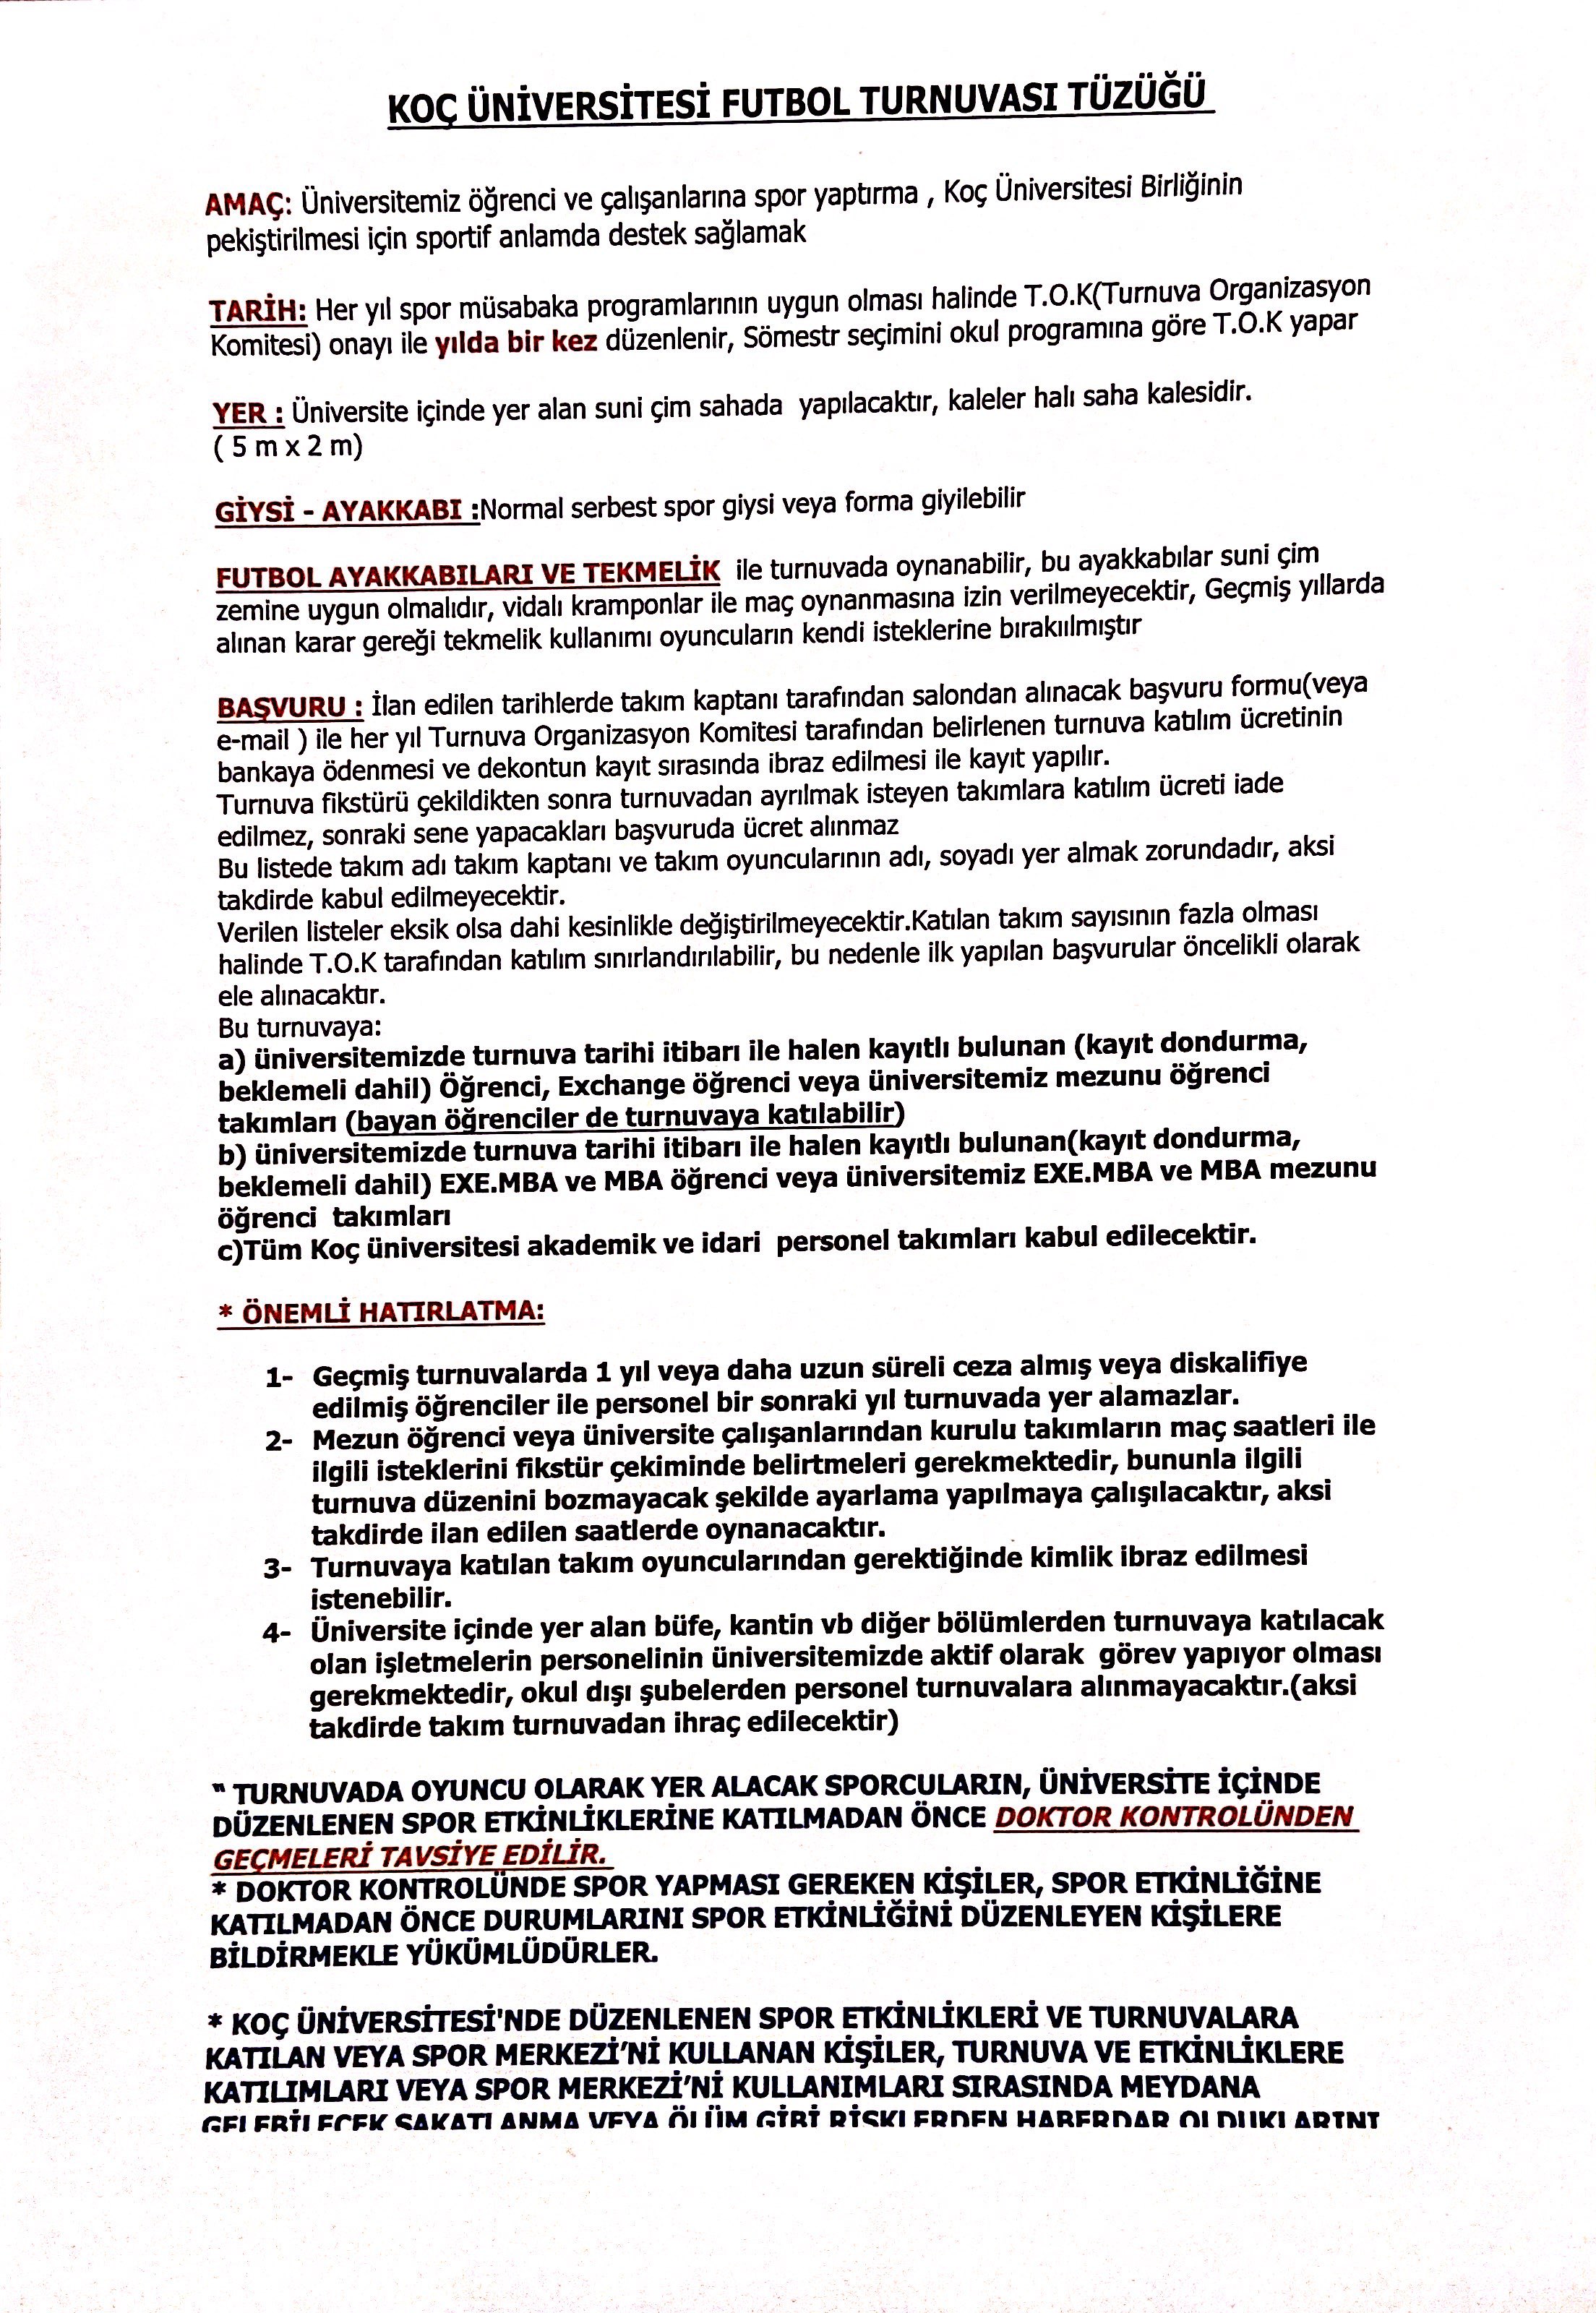 KOÇ ÜNİVERSİTESİ FUTBOL TURNUVASI TÜZÜĞÜ
AMAÇ: Üniversitemiz öğrenci ve çalışanlarına spor yaptırma , Koç Üniversitesi Birliğinin
pekiştirilmesi için sportif anlamda destek sağlamak
TARİH: Her yıl spor müsabaka programlarının uygun olması halinde T.O.K(Turnuva Organizasyon
Komitesi) onayı ile yılda bir kez düzenlenir, Sömestr seçimini okul programına göre T.O.K yapar
YER : Üniversite içinde yer alan suni çim sahada yapılacaktır, kaleler halı saha kalesidir.
( 5 m x 2 m)
GİYSİ - AYAKKABI :Normal serbest spor giysi veya forma giyilebilir
FUTBOL AYAKKABILARI VE TEKMELİK ile turnuvada oynanabilir, bu ayakkabılar suni çim
zemine uygun olmalıdır, vidalı kramponlar ile maç oynanmasına izin verilmeyecektir, Geçmiş yıllarda
alınan karar gereği tekmelik kullanımı oyuncuların kendi isteklerine bırakıılmıştır
BAŞVURU : İlan edilen tarihlerde takım kaptanı tarafından salondan alınacak başvuru formu(veya
e-mail ) ile her yıl Turnuva Organizasyon Komitesi tarafından belirlenen turnuva katılım ücretinin
bankaya ödenmesi ve dekontun kayıt sırasında ibraz edilmesi ile kayıt yapılır.
Turnuva fikstürü çekildikten sonra turnuvadan ayrılmak isteyen takımlara katılım ücreti iade
edilmez, sonraki sene yapacakları başvuruda ücret alınmaz
Bu listede takım adı takım kaptanı ve takım oyuncularının adı, soyadı yer almak zorundadır, aksi
takdirde kabul edilmeyecektir.
Verilen listeler eksik olsa dahi kesinlikle değiştirilmeyecektir.Katılan takım sayısının fazla olması
halinde T.O.K tarafından katılım sınırlandırılabilir, bu nedenle ilk yapılan başvurular öncelikli olarak
ele alınacaktır.
Bu turnuvaya:
a) üniversitemizde turnuva tarihi itibarı ile halen kayıtlı bulunan (kayıt dondurma,
beklemeli dahil) Öğrenci, Exchange öğrenci veya üniversitemiz mezunu öğrenci
takımları (bayan öğrenciler de turnuvaya katılabilir)
b) üniversitemizde turnuva tarihi itibarı ile halen kayıtlı bulunan(kayıt dondurma,
beklemeli dahil) EXE.MBA ve MBA öğrenci veya üniversitemiz EXE.MBA ve MBA mezunu
öğrenci takımları
c)Tüm Koç üniversitesi akademik ve idari personel takımları kabul edilecektir.
* ÖNEMLİ HATIRLATMA:
1- Geçmiş turnuvalarda 1 yıl veya daha uzun süreli ceza almış veya diskalifiye
edilmiş öğrenciler ile personel bir sonraki yıl turnuvada yer alamazlar.
2- Mezun öğrenci veya üniversite çalışanlarından kurulu takımların maç saatleri ile
ilgili isteklerini fikstür çekiminde belirtmeleri gerekmektedir, bununla ilgili
turnuva düzenini bozmayacak şekilde ayarlama yapılmaya çalışılacaktır, aksi
takdirde ilan edilen saatlerde oynanacaktır.
3- Turnuvaya katılan takım oyuncularından gerektiğinde kimlik ibraz edilmesi
istenebilir.
4- Üniversite içinde yer alan büfe, kantin vb diğer bölümlerden turnuvaya katılacak
olan işletmelerin personelinin üniversitemizde aktif olarak görev yapıyor olması
gerekmektedir, okul dışı şubelerden personel turnuvalara alınmayacaktır.(aksi
takdirde takım turnuvadan ihraç edilecektir)
" TURNUVADA OYUNCU OLARAK YER ALACAK SPORCULARIN, ÜNİVERSİTE İÇİNDE
DÜZENLENEN SPOR ETKİNLİKLERİNE KATILMADAN ÖNCE DOKTOR KONTROLÜNDEN
GEÇMELERİ TAVSİYE EDİLİR.
* DOKTOR KONTROLÜNDE SPOR YAPMASI GEREKEN KİŞİLER, SPOR ETKİNLİĞİNE
KATILMADAN ÖNCE DURUMLARINI SPOR ETKİNLİĞİNİ DÜZENLEYEN KİŞİLERE
BİLDİRMEKLE YÜKÜMLÜDÜRLER.
* KOÇ ÜNİVERSİTESİ'NDE DÜZENLENEN SPOR ETKİNLİKLERİ VE TURNUVALARA
KATILAN VEYA SPOR MERKEZİ'Nİ KULLANAN KİŞİLER, TURNUVA VE ETKİNLİKLERE
KATILIMLARI VEYA SPOR MERKEZİ'Nİ KULLANIMLARI SIRASINDA MEYDANA
GELEBİLECEK SAKATLANMA VEYA ÖLÜM GİBİ RİSKLERDEN HABERDAR OLDUKLARINI